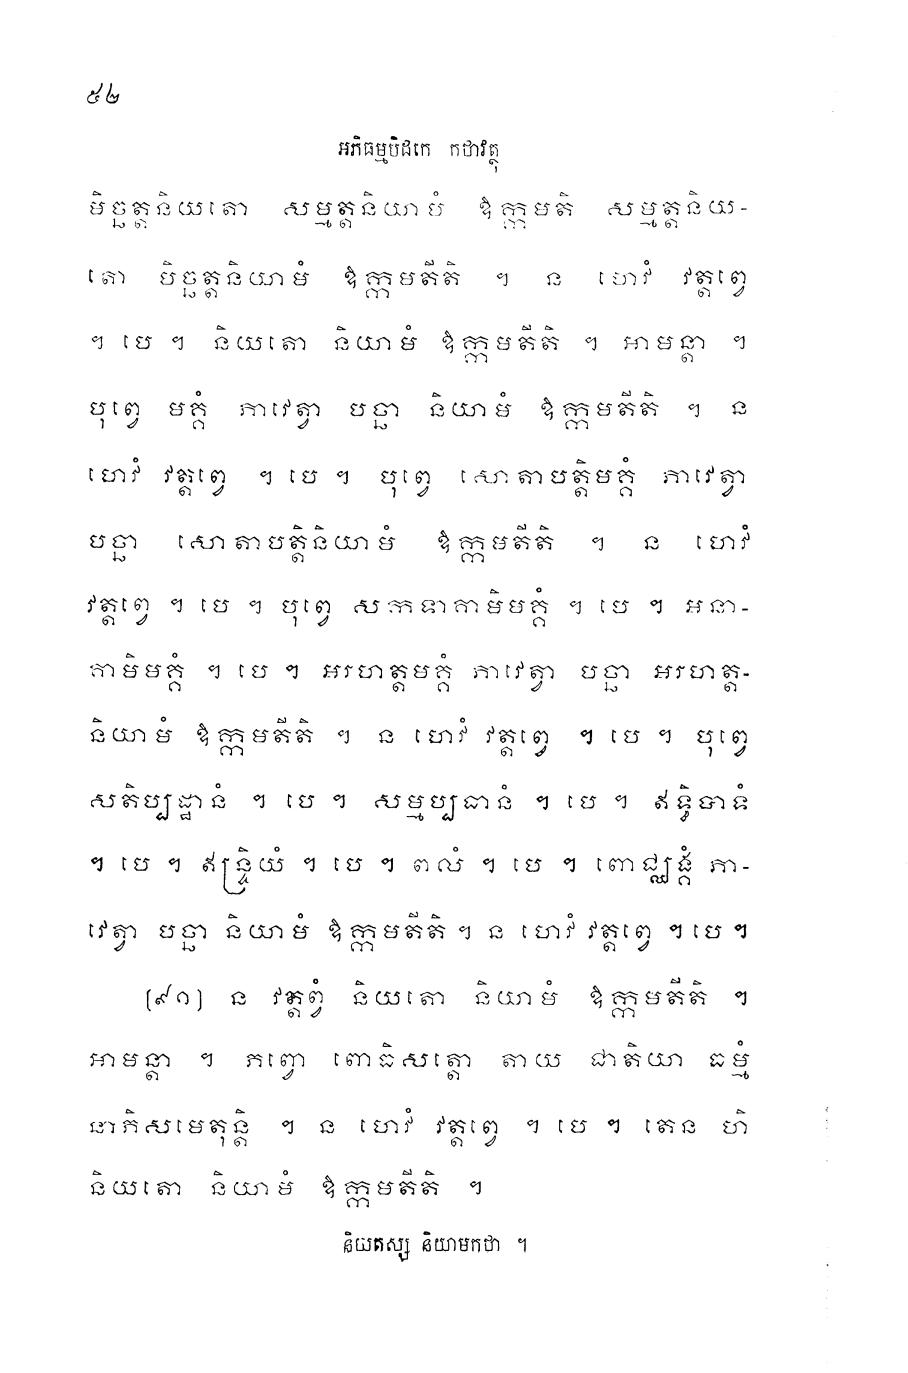 ៥២
អភិធម្មបិដកេ កថាវត្ថុ
មិច្ឆត្តនិយតោ សម្មត្តនិយាមំ ឱក្កមតិ សម្មត្តនិយ-
តោ មិច្ឆត្តនិយាមំ ឱក្កមតីតិ ។ ន ហេវំ វត្តព្វេ
។ បេ ។ និយតោ និយាមំ ឱក្កមតីតិ ។ អាមន្តា ។
បុព្វេ មគ្គំ ភាវេត្វា បច្ឆា និយាមំ ឱក្កមតីតិ ។ ន
ហេវំ វត្តព្វេ ។ បេ ។ បុព្វេ សោតាបត្តិមគ្គំ ភាវេត្វា
បច្ឆា សោតាបត្តិនិយាមំ ឱក្កមតីតិ ។ ន ហេវំ
វត្តព្វេ ។ បេ ។ បុព្វេ សកទាគាមិមគ្គំ ។ បេ ។ អនា-
គាមិមគ្គំ ។ បេ ។ អរហត្តមគ្គំ ភាវេត្វា បច្ឆា អរហត្ត-
និយាមំ ឱក្កមតីតិ ។ ន ហេវំ វត្តព្វេ ។ បេ ។ បុព្វេ
សតិប្បដ្ឋានំ ។ បេ ។ សម្មប្បធានំ ។ បេ ។ ឥទ្ធិបាទំ
។ បេ ។ ឥន្ទ្រិយំ ។ បេ ។ ពលំ ។ បេ ។ ពោជ្ឈង្គំ ភា-
វេត្វា បច្ឆា និយាមំ ឱក្កមតីតិ ។ ន ហេវំ វត្តព្វេ ។ បេ ។
(៩១) ន វត្តព្វំ និយតោ និយាមំ ឱក្កមតីតិ ។
អាមន្តា ។ ភព្វោ ពោធិសត្តោ តាយ ជាតិយា ធម្មំ
នាភិសមេតុន្តិ ។ ន ហេវំ វត្តព្វេ ។ បេ ។ តេន ហិ
និយតោ និយាមំ ឱក្កមតីតិ ។
និយតស្ស និយាមកថា ។